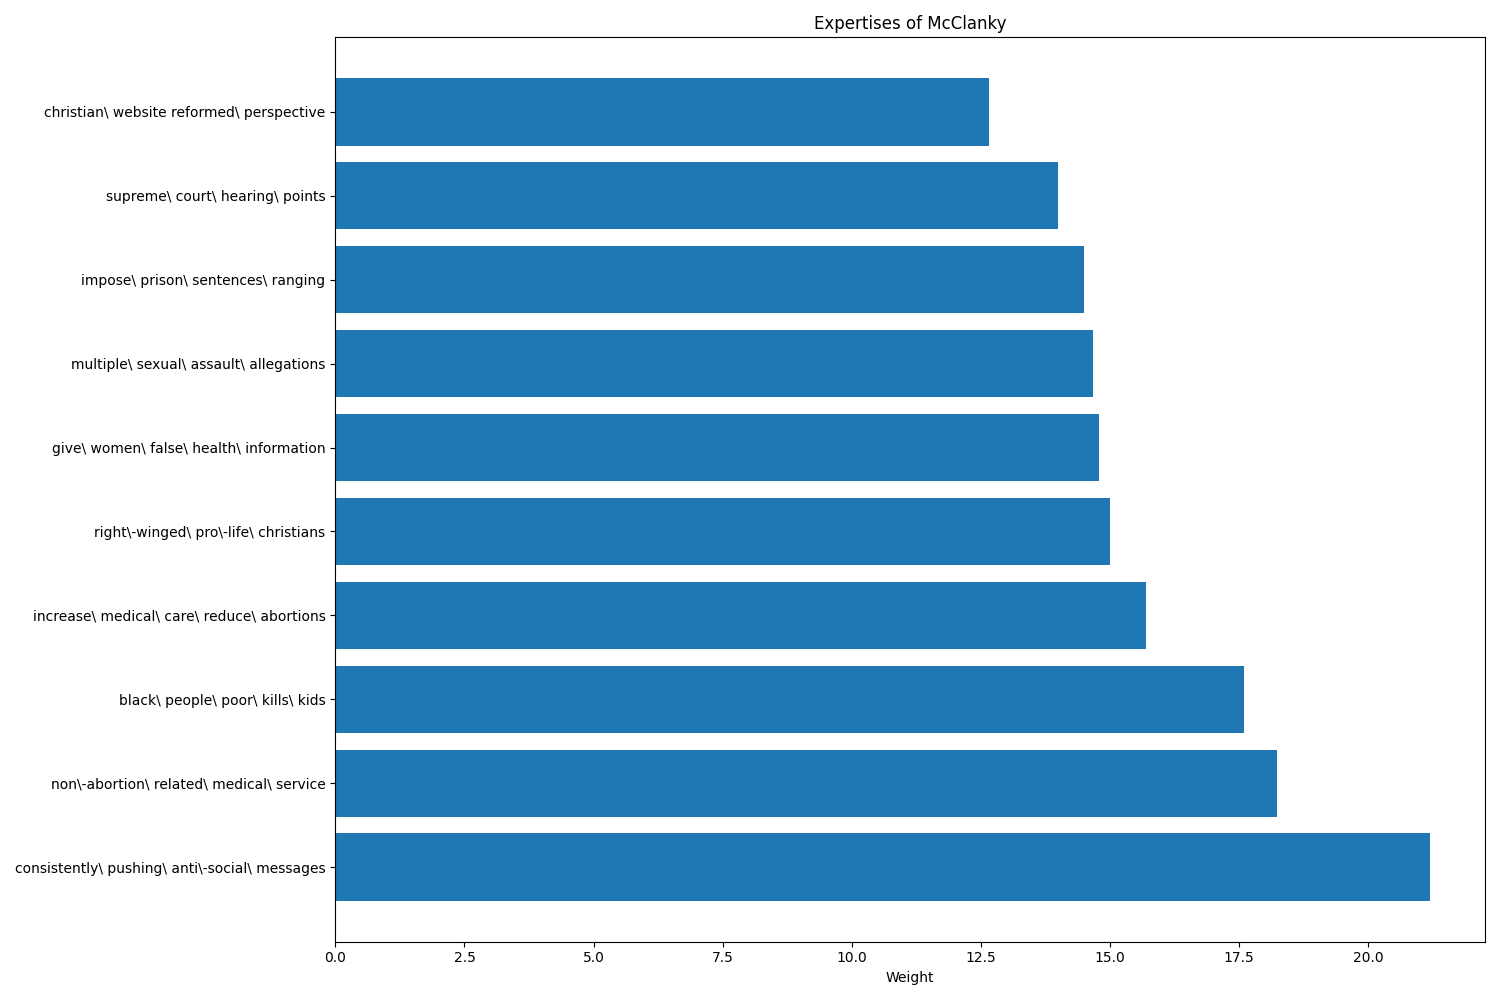 Expertises of McClanky
christian\ website reformed\ perspective
supreme\ court\ hearing\ points
impose\ prison\ sentences\ ranging
multiple\ sexual\ assault\ allegations
give\ women\ false\ health\ information
right\-winged\ pro\-life\ christians
increase\ medical\ care\ reduce\ abortions
black\ people\ poor\ kills\ kids
non\-abortion\ related\ medical\ service
consistently\ pushing\ anti\-social\ messages
0.0 2.5 5.0 7.5 10.0 12.5 15.0 17.5 20.0
Weight